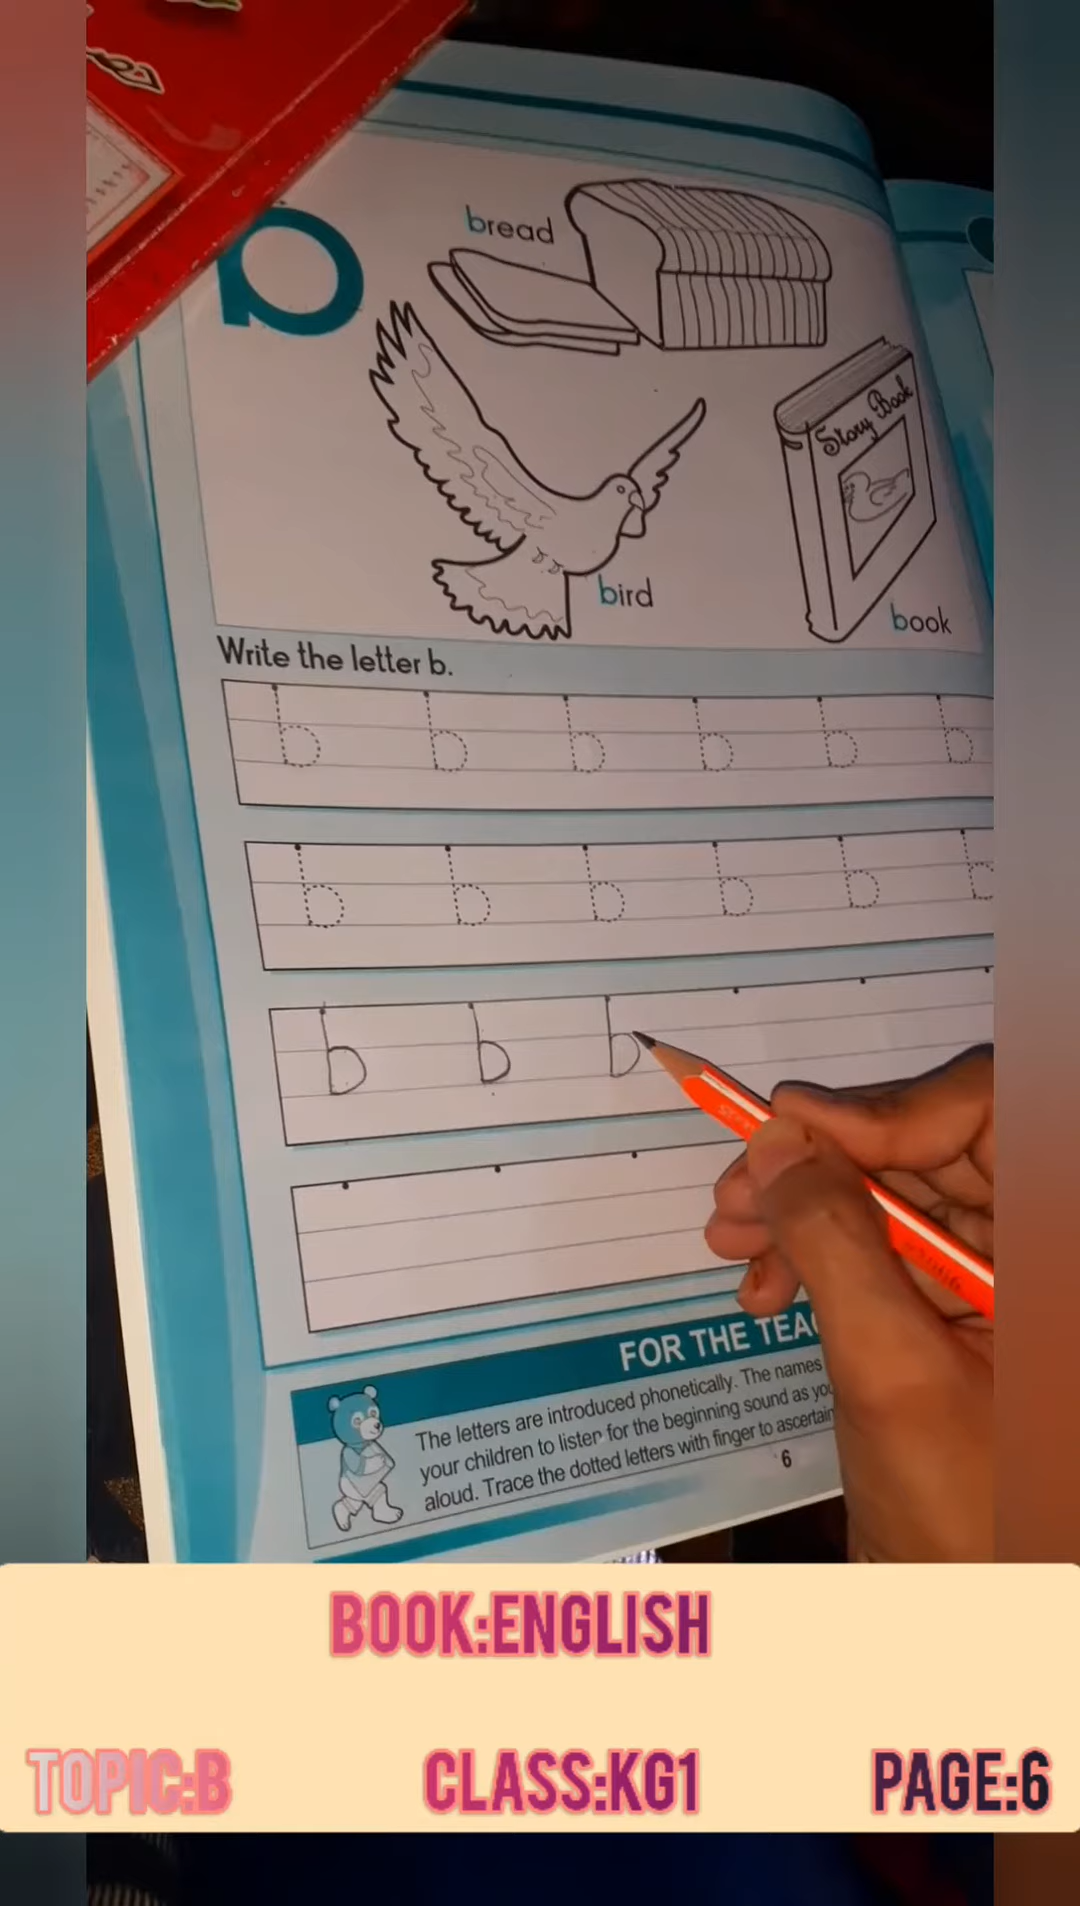 b
bread
Story Book
bird
book
Write the letter b.
b b b b b b
b b b b b b
b b b
FOR THE
The letters are introduced phonetically. The names
your children to listen for the beginning sound as
aloud. Trace the dotted letters with finger to ascertain
6
BOOK:ENGLISH
TOPIC:B CLASS:KG1 PAGE:6